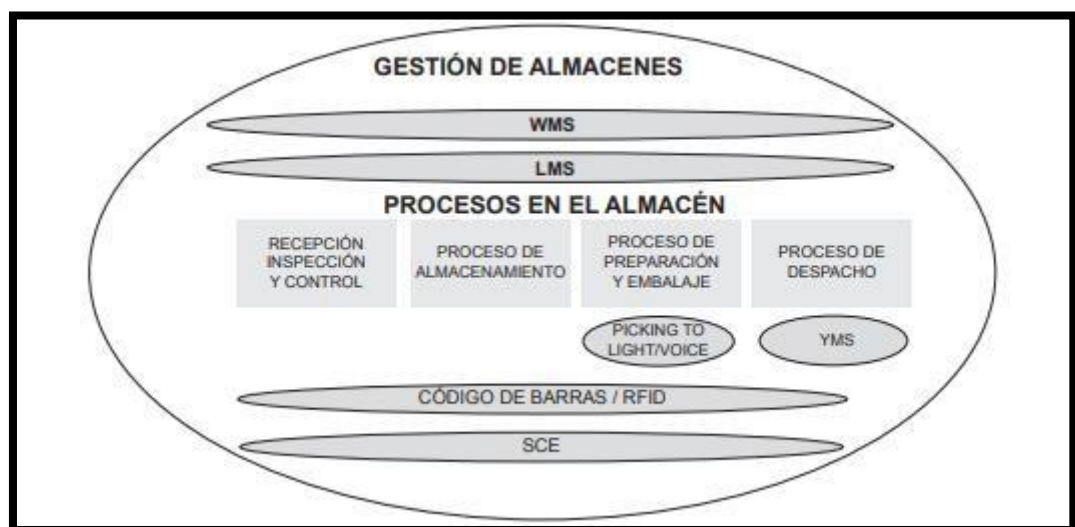 GESTIÓN DE ALMACENES
WMS
LMS
PROCESOS EN EL ALMACÉN
RECEPCIÓN
INSPECCIÓN
Y CONTROL
PROCESO DE
ALMACENAMIENTO
PROCESO DE
PREPARACIÓN
Y EMBALAJE
PROCESO DE
DESPACHO
PICKING TO
LIGHT/VOICE
YMS
CÓDIGO DE BARRAS / RFID
SCE